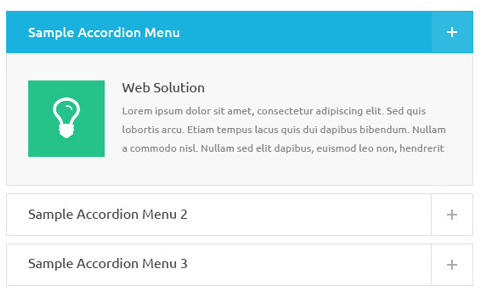 Sample Accordion Menu
Web Solution
Lorem ipsum dolor sit amet, consectetur adipiscing elit. Sed quis
lobortis arcu. Etiam tempus lacus quis dui dapibus bibendum. Nullam
a commodo nisl. Nullam sed elit dapibus, euismod leo non, hendrerit
Sample Accordion Menu 2
Sample Accordion Menu 3